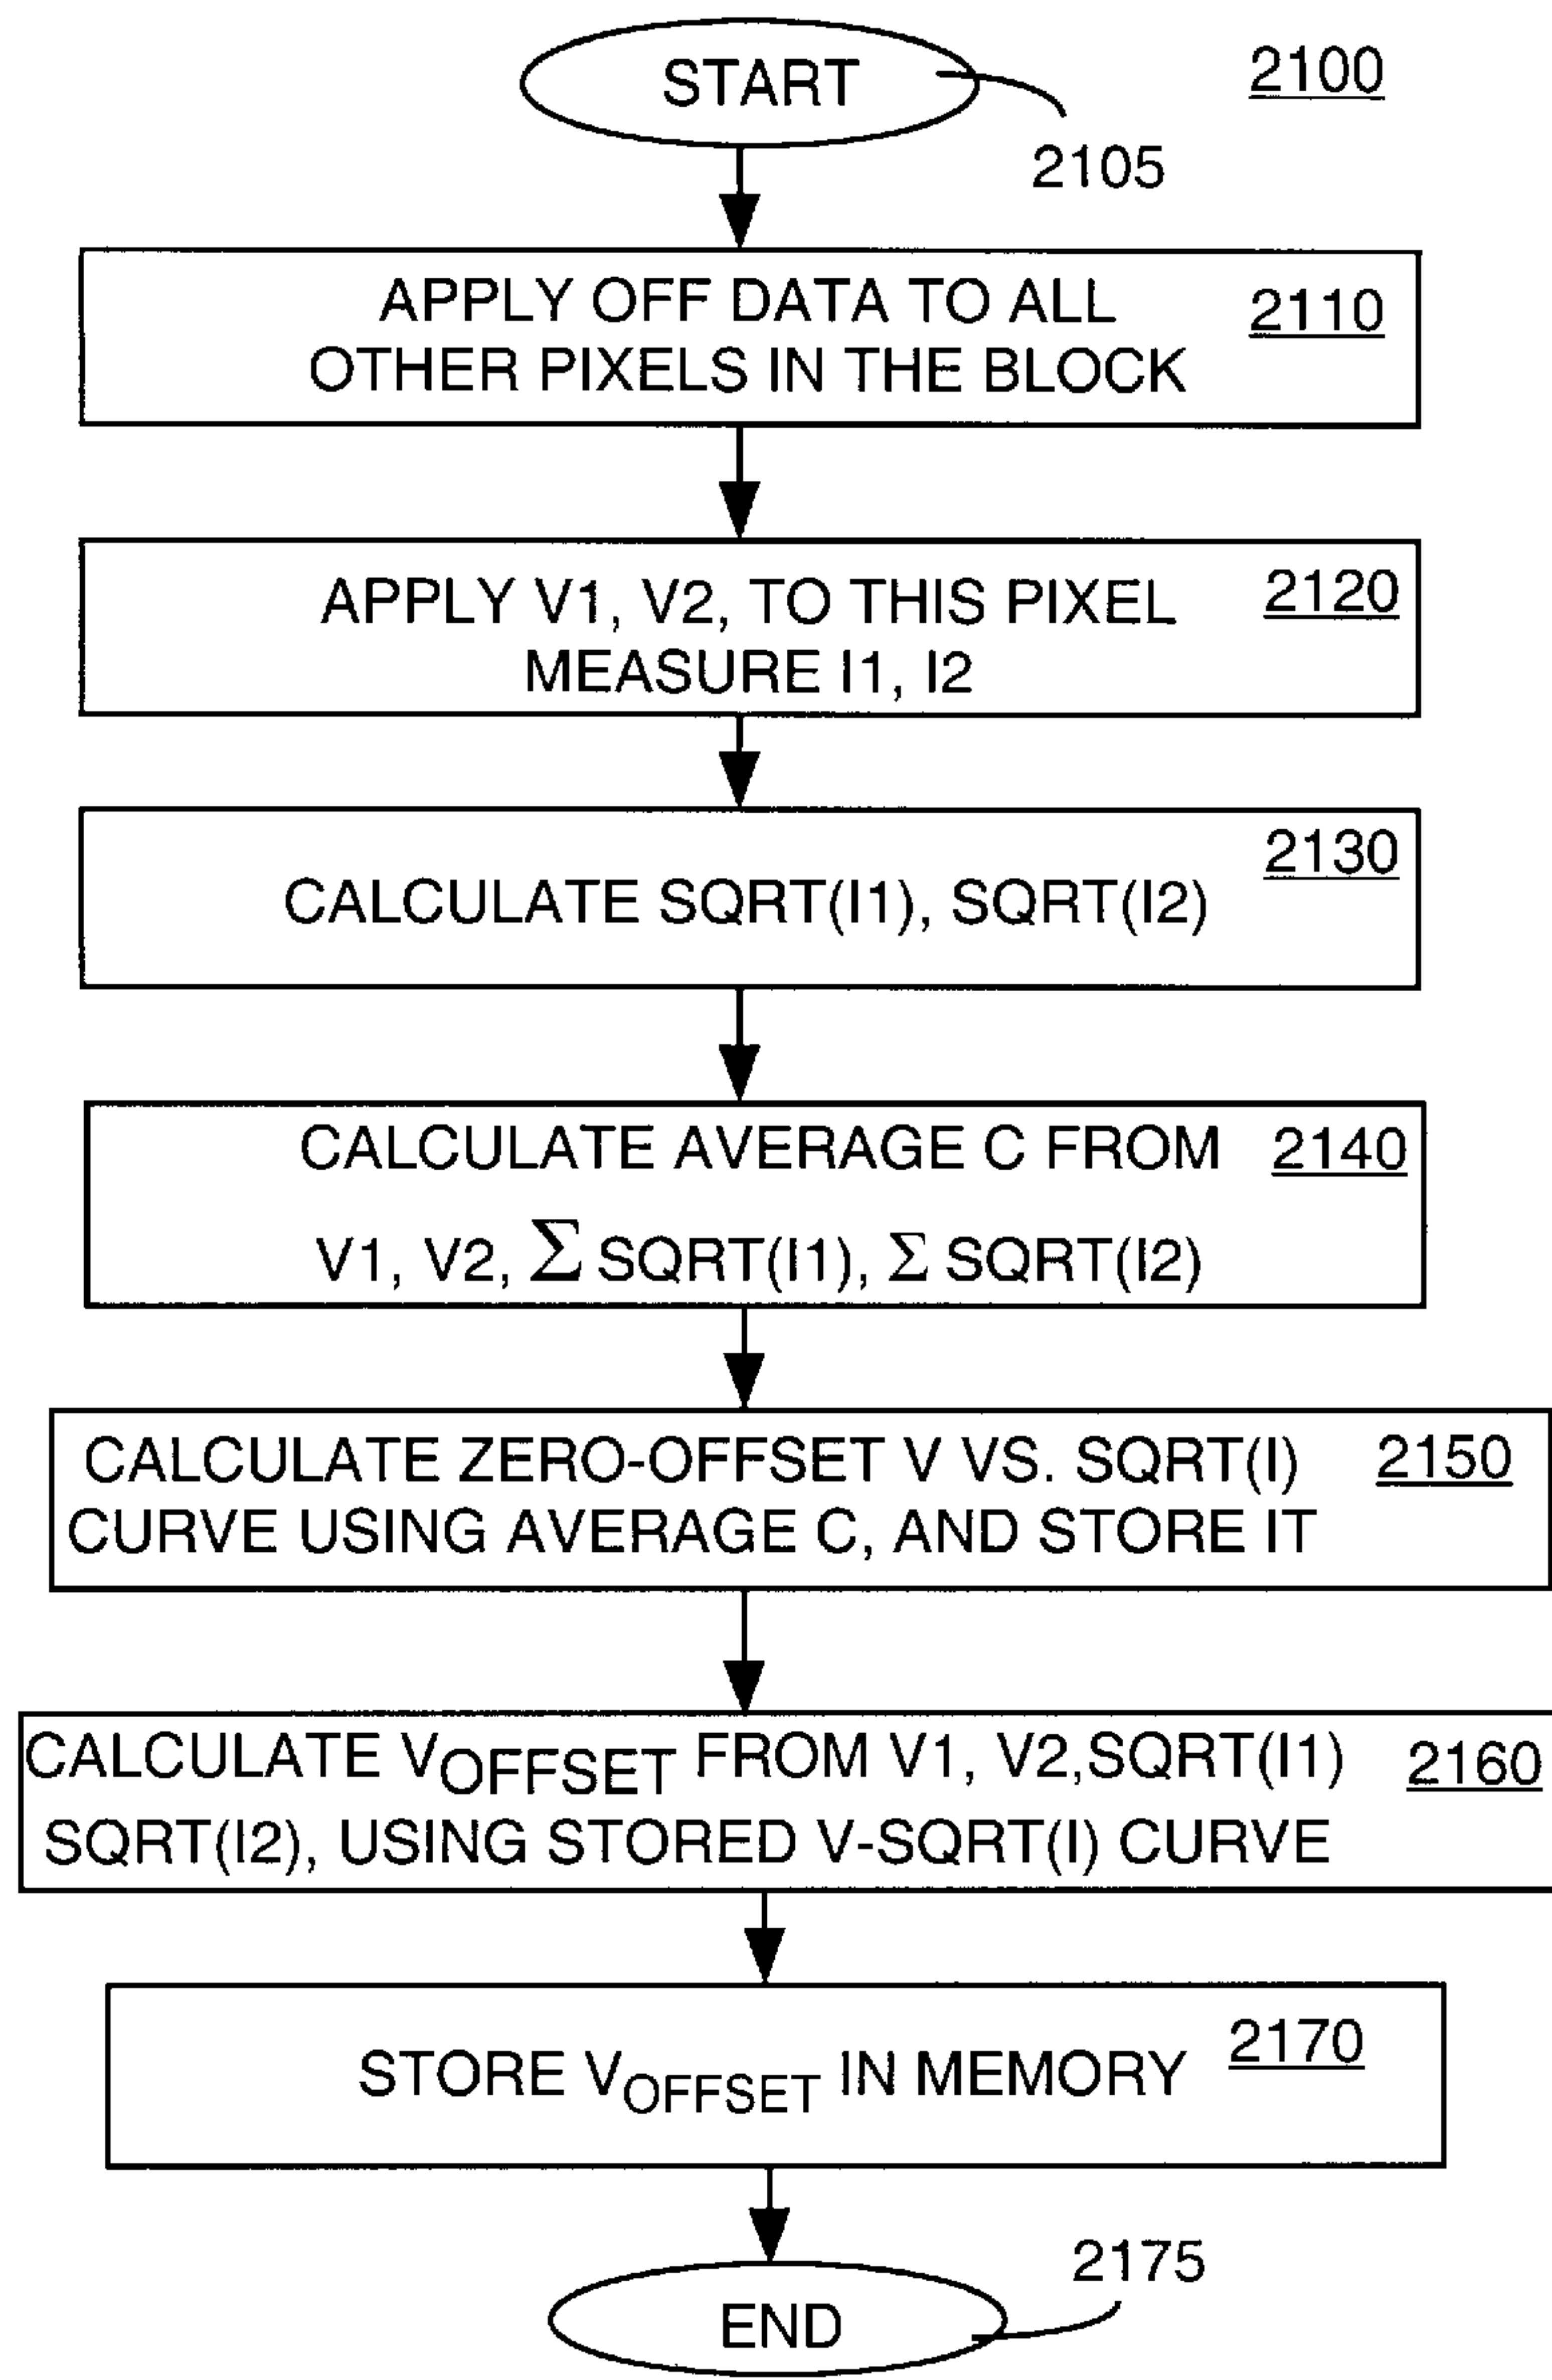 START
2100
2105
APPLY OFF DATA TO ALL
OTHER PIXELS IN THE BLOCK
2110
APPLY V1, V2, TO THIS PIXEL
MEASURE I1, I2
2120
CALCULATE SQRT(I1), SQRT(I2)
2130
CALCULATE AVERAGE C FROM
V1, V2, Σ SQRT(I1), Σ SQRT(I2)
2140
CALCULATE ZERO-OFFSET V VS. SQRT(I)
CURVE USING AVERAGE C, AND STORE IT
2150
CALCULATE VOFFSET FROM V1, V2,SQRT(I1)
SQRT(I2), USING STORED V-SQRT(I) CURVE
2160
STORE VOFFSET IN MEMORY
2170
END
2175